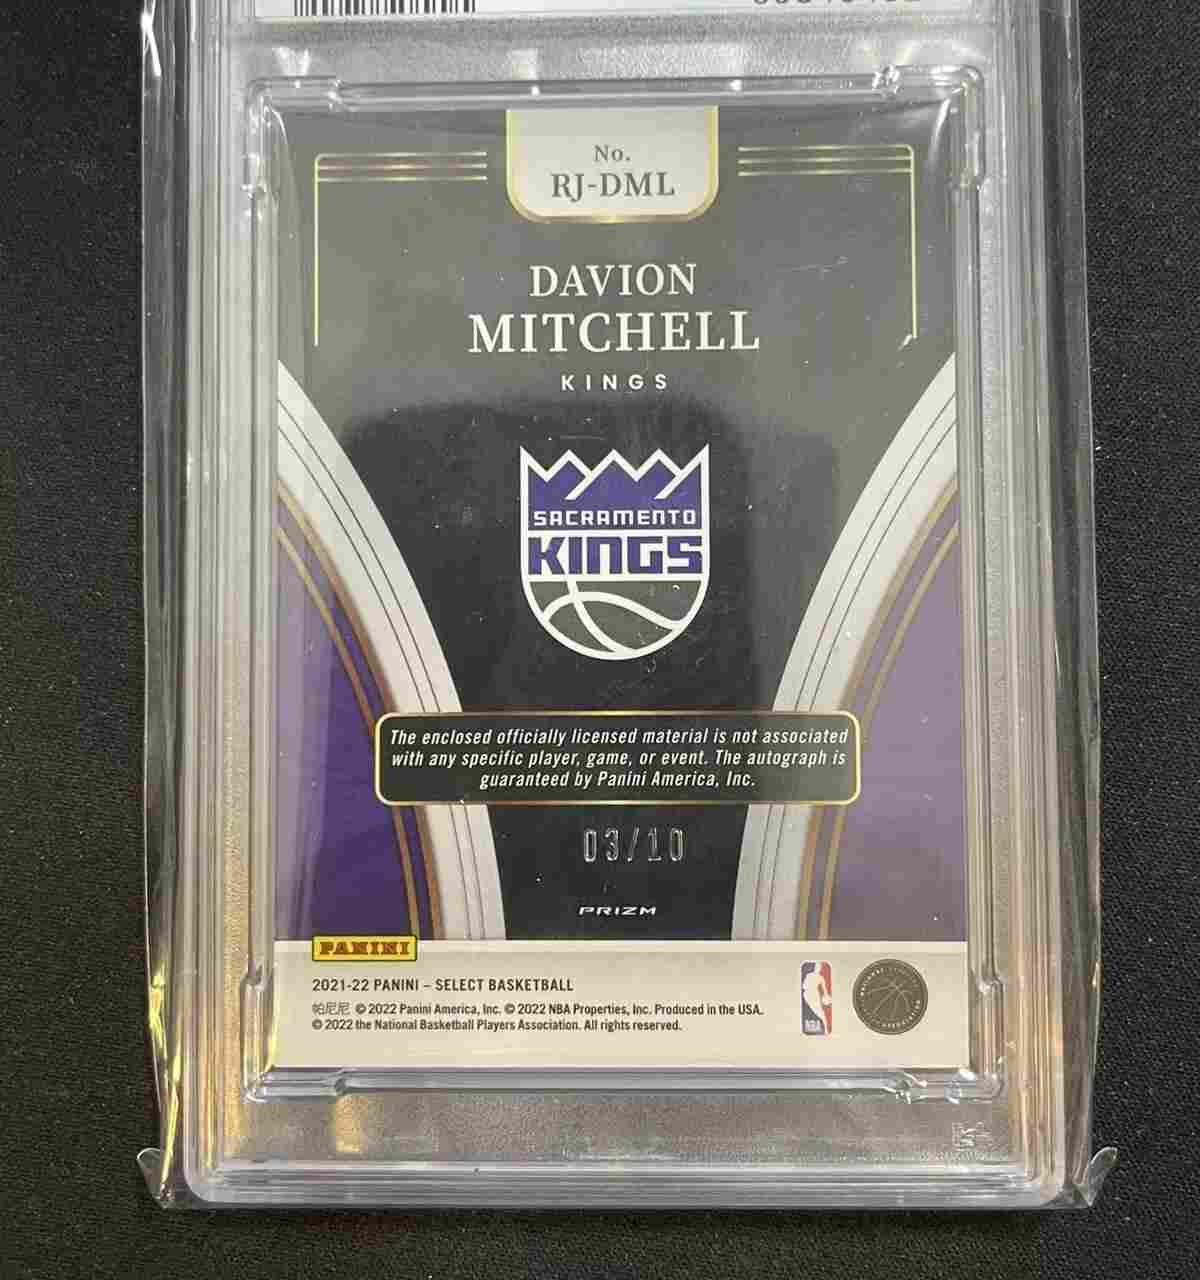 No.
RJ-DML
DAVION
MITCHELL
KINGS
SACRAMENTO
KINGS
The enclosed officially licensed material is not associated
with any specific player, game, or event. The autograph is
guaranteed by Panini America, Inc.
03/10
PRIZM
PANINI
2021-22 PANINI – SELECT BASKETBALL
帕尼尼 © 2022 Panini America, Inc. © 2022 NBA Properties, Inc. Produced in the USA.
© 2022 the National Basketball Players Association. All rights reserved.
NBA